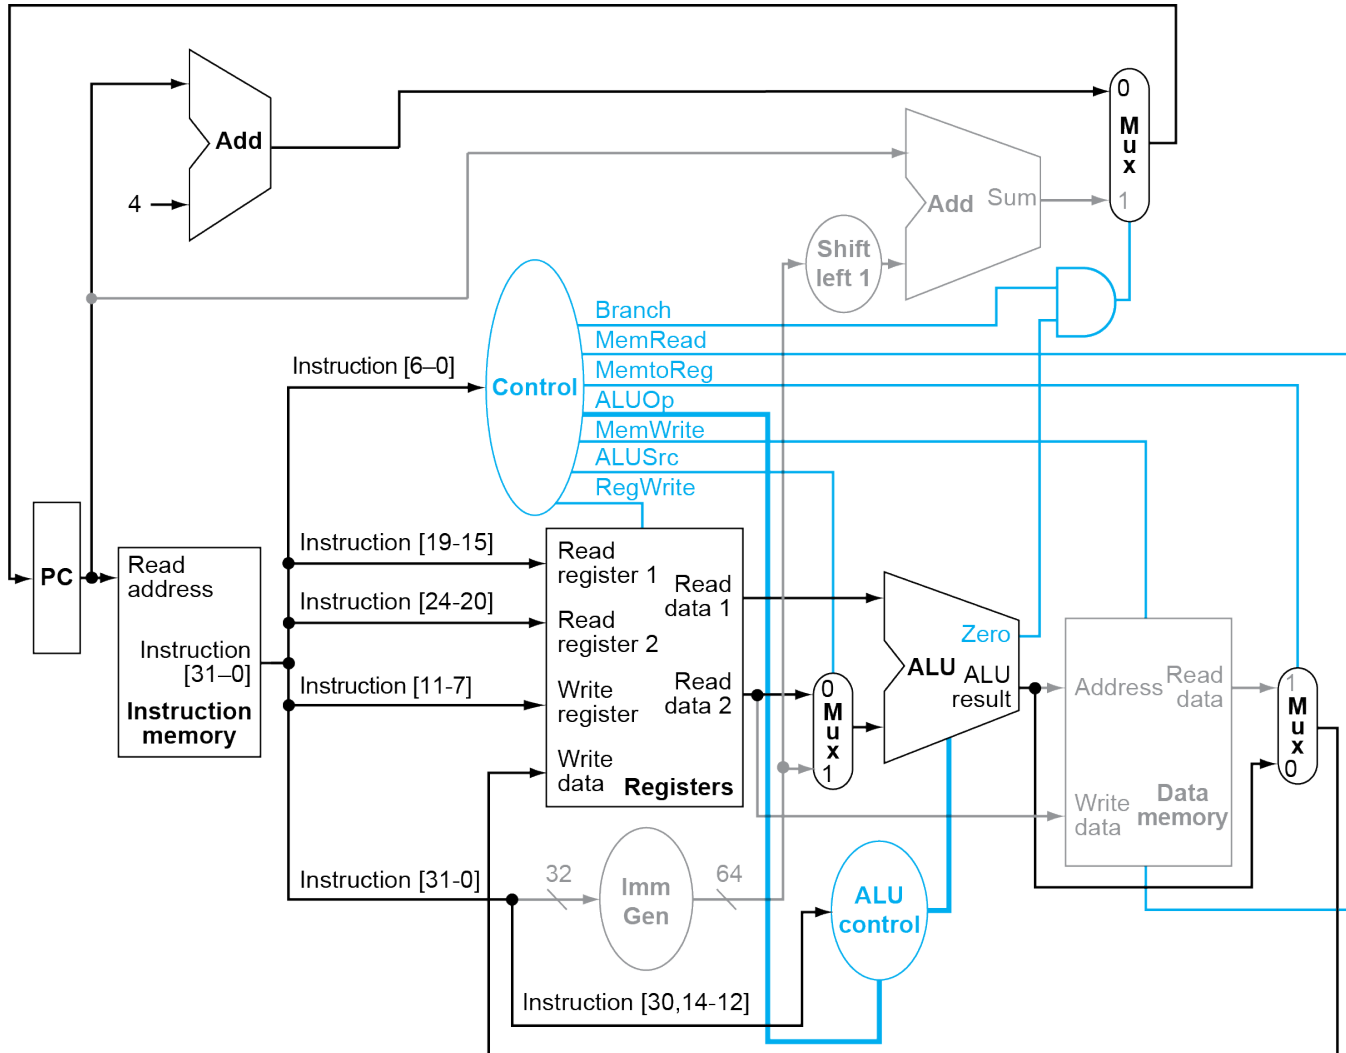 0
M
u
x
1
Add
4
Add Sum
Shift
left 1
Branch
MemRead
MemtoReg
ALUOp
MemWrite
ALUSrc
RegWrite
Instruction [6–0]
Control
PC
Read
address
Instruction
[31–0]
Instruction
memory
Instruction [19-15]
Instruction [24-20]
Instruction [11-7]
Instruction [31-0]
Read
register 1
Read
register 2
Write
register
Write
data
Read
data 1
Read
data 2
Registers
0
M
u
x
1
Zero
ALU
ALU
result
Address
Read
data
Write
data
Data
memory
1
M
u
x
0
32
Imm
Gen
64
ALU
control
Instruction [30,14-12]